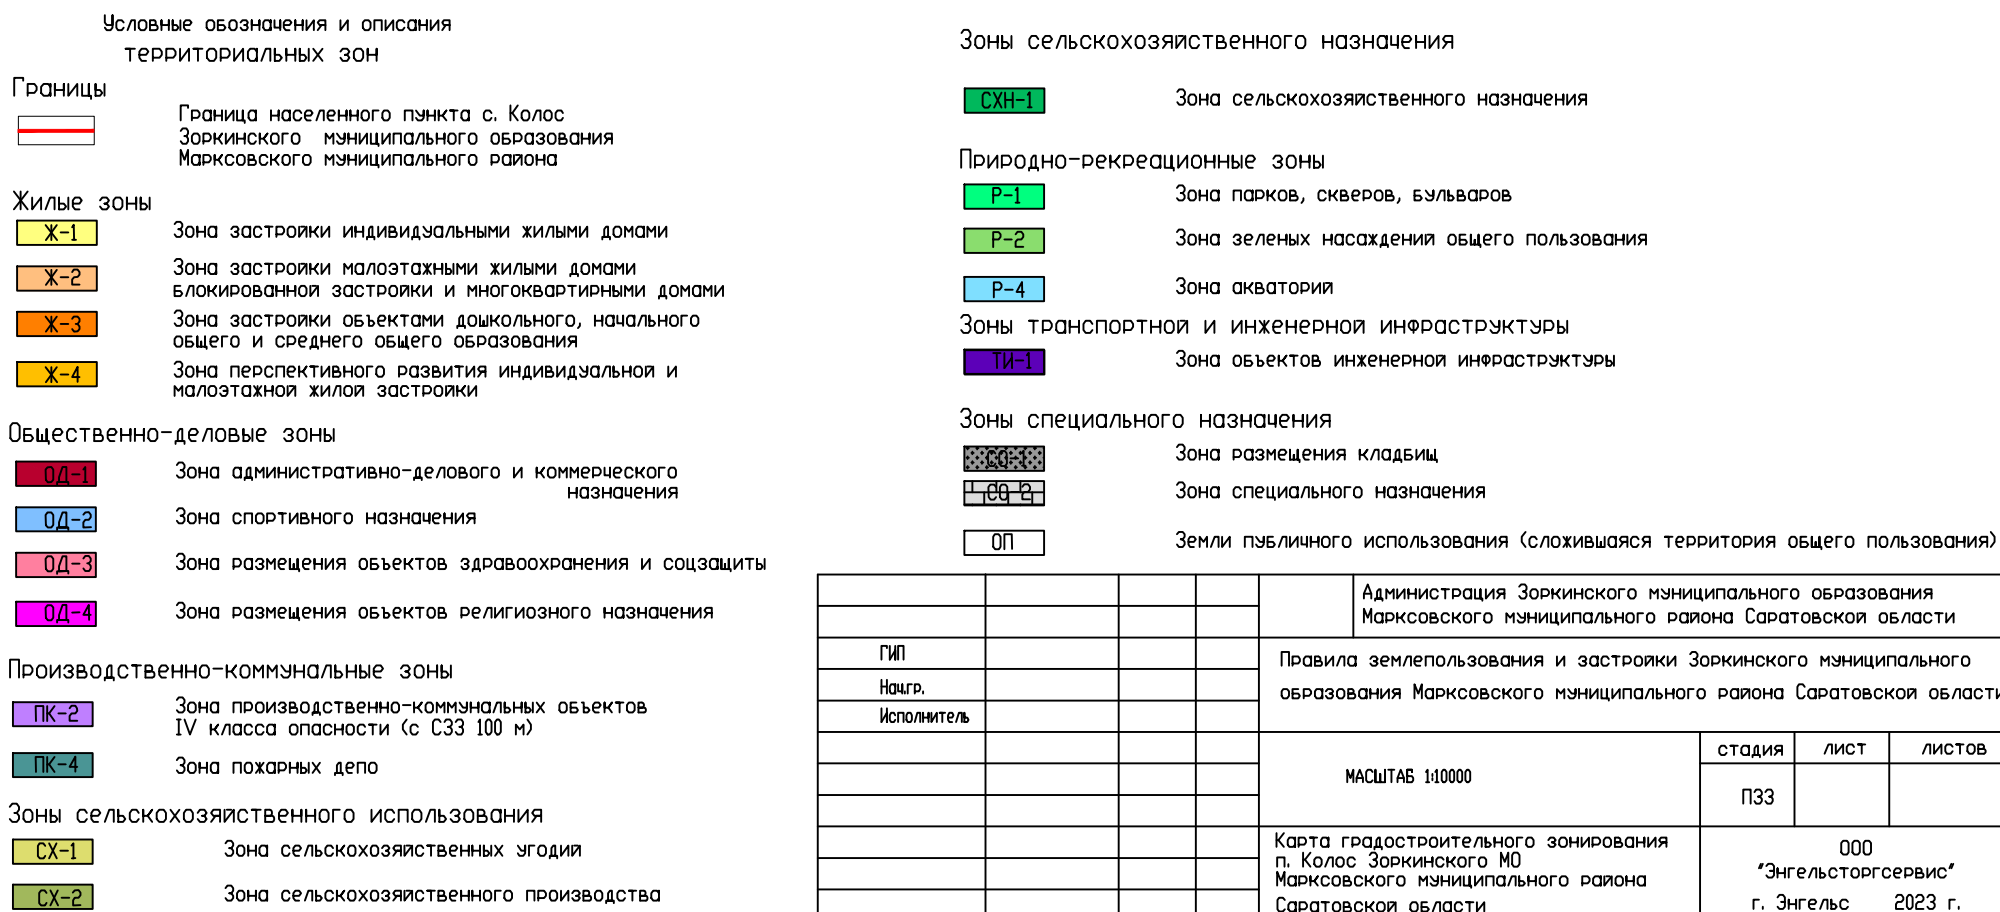 Условные обозначения и описания
территориальных зон
Границы
Граница населенного пункта с. Колос
Зоркинского муниципального образования
Марксовского муниципального района
Жилые зоны
Ж-1
Зона застройки индивидуальными жилыми домами
Ж-2
Зона застройки малоэтажными жилыми домами
блокированной застройки и многоквартирными домами
Ж-3
Зона застройки объектами дошкольного, начального
общего и среднего общего образования
Ж-4
Зона перспективного развития индивидуальной и
малоэтажной жилой застройки
Общественно-деловые зоны
ОД-1
Зона административно-делового и коммерческого
назначения
ОД-2
Зона спортивного назначения
ОД-3
Зона размещения объектов здравоохранения и соцзащиты
ОД-4
Зона размещения объектов религиозного назначения
Производственно-коммунальные зоны
ПК-2
Зона производственно-коммунальных объектов
IV класса опасности (с СЗЗ 100 м)
ПК-4
Зона пожарных депо
Зоны сельскохозяйственного использования
СХ-1
Зона сельскохозяйственных угодий
СХ-2
Зона сельскохозяйственного производства
Зоны сельскохозяйственного назначения
СХН-1
Зона сельскохозяйственного назначения
Природно-рекреационные зоны
Р-1
Зона парков, скверов, бульваров
Р-2
Зона зеленых насаждений общего пользования
Р-4
Зона акваторий
Зоны транспортной и инженерной инфраструктуры
ТИ-1
Зона объектов инженерной инфраструктуры
Зоны специального назначения
СО-1
Зона размещения кладбищ
СО-2
Зона специального назначения
ОП
Земли публичного использования (сложившаяся территория общего пользования)
Администрация Зоркинского муниципального образования
Марксовского муниципального района Саратовской области
ГИП
Нач.гр.
Исполнитель
Правила землепользования и застройки Зоркинского муниципального
образования Марксовского муниципального района Саратовской области
МАСШТАБ 1:10000
стадия лист листов
ПЗЗ
Карта градостроительного зонирования
п. Колос Зоркинского МО
Марксовского муниципального района
Саратовской области
ООО
"Энгельсторгсервис"
г. Энгельс 2023 г.